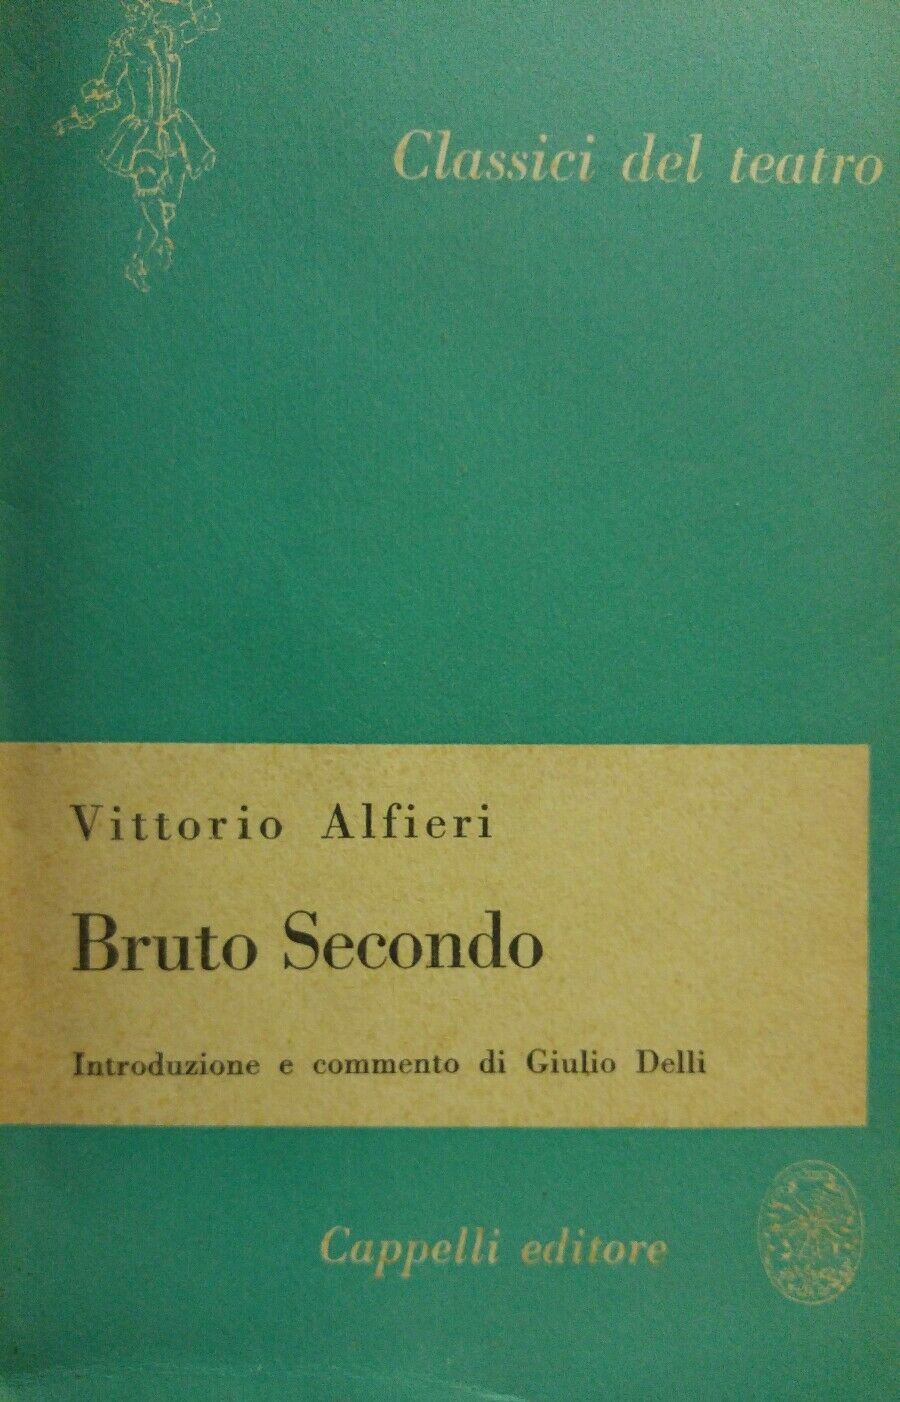 Classici del teatro
Vittorio Alfieri
Bruto Secondo
Introduzione e commento di Giulio Delli
Cappelli editore